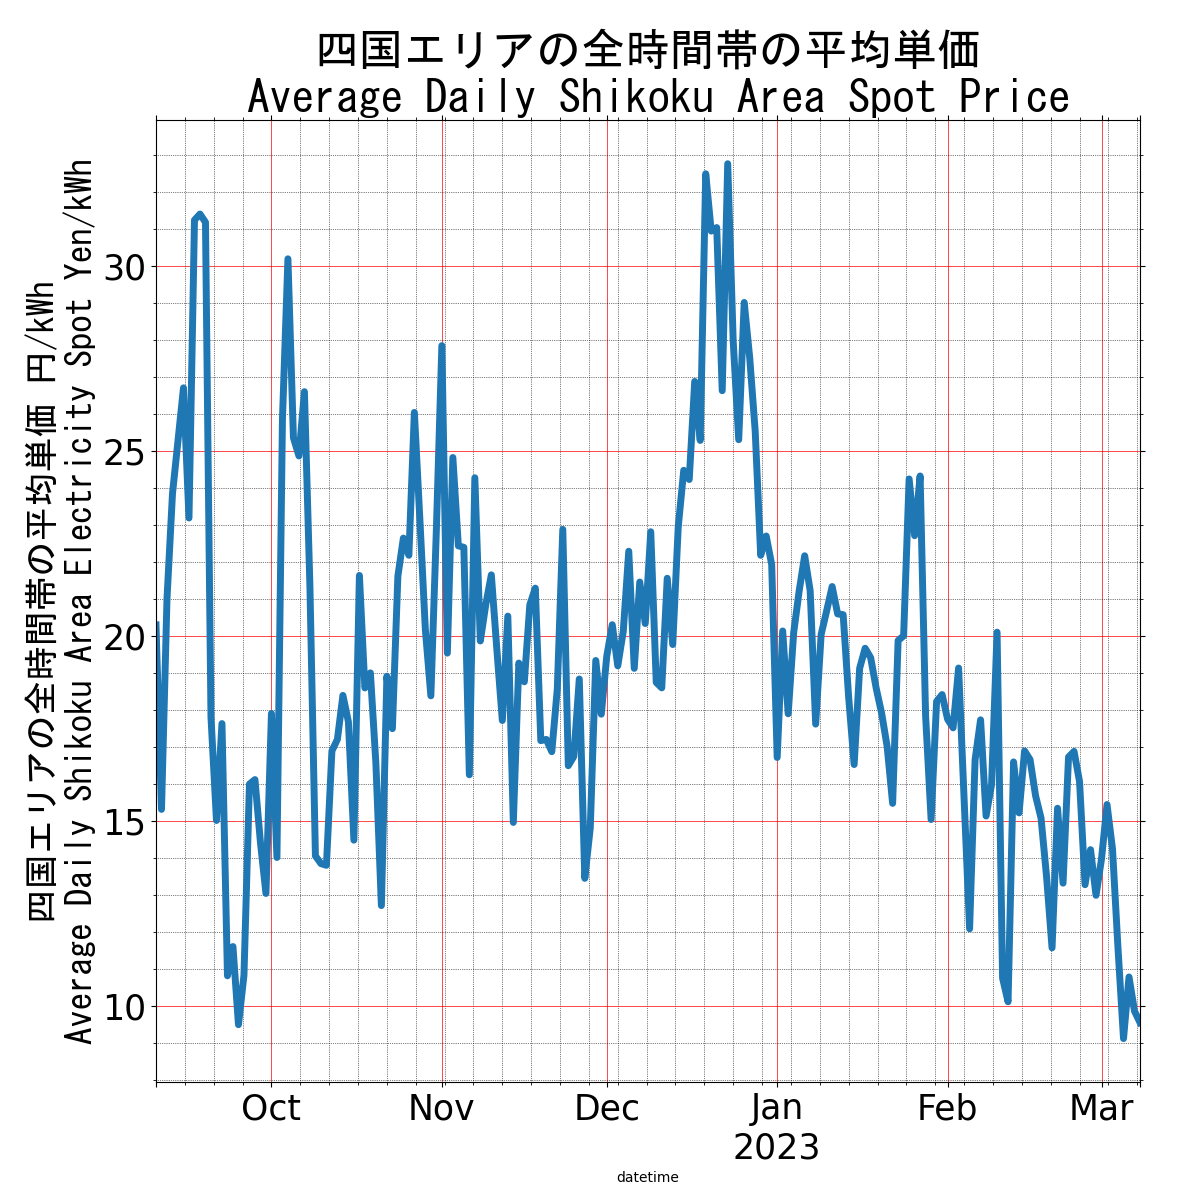 四国エリアの全時間帯の平均単価
Average Daily Shikoku Area Spot Price
四国エリアの全時間帯の平均単価 円/kWh
Average Daily Shikoku Area Electricity Spot Yen/kWh
30
25
20
15
10
Oct
Nov
Dec
Jan
2023
Feb
Mar
datetime